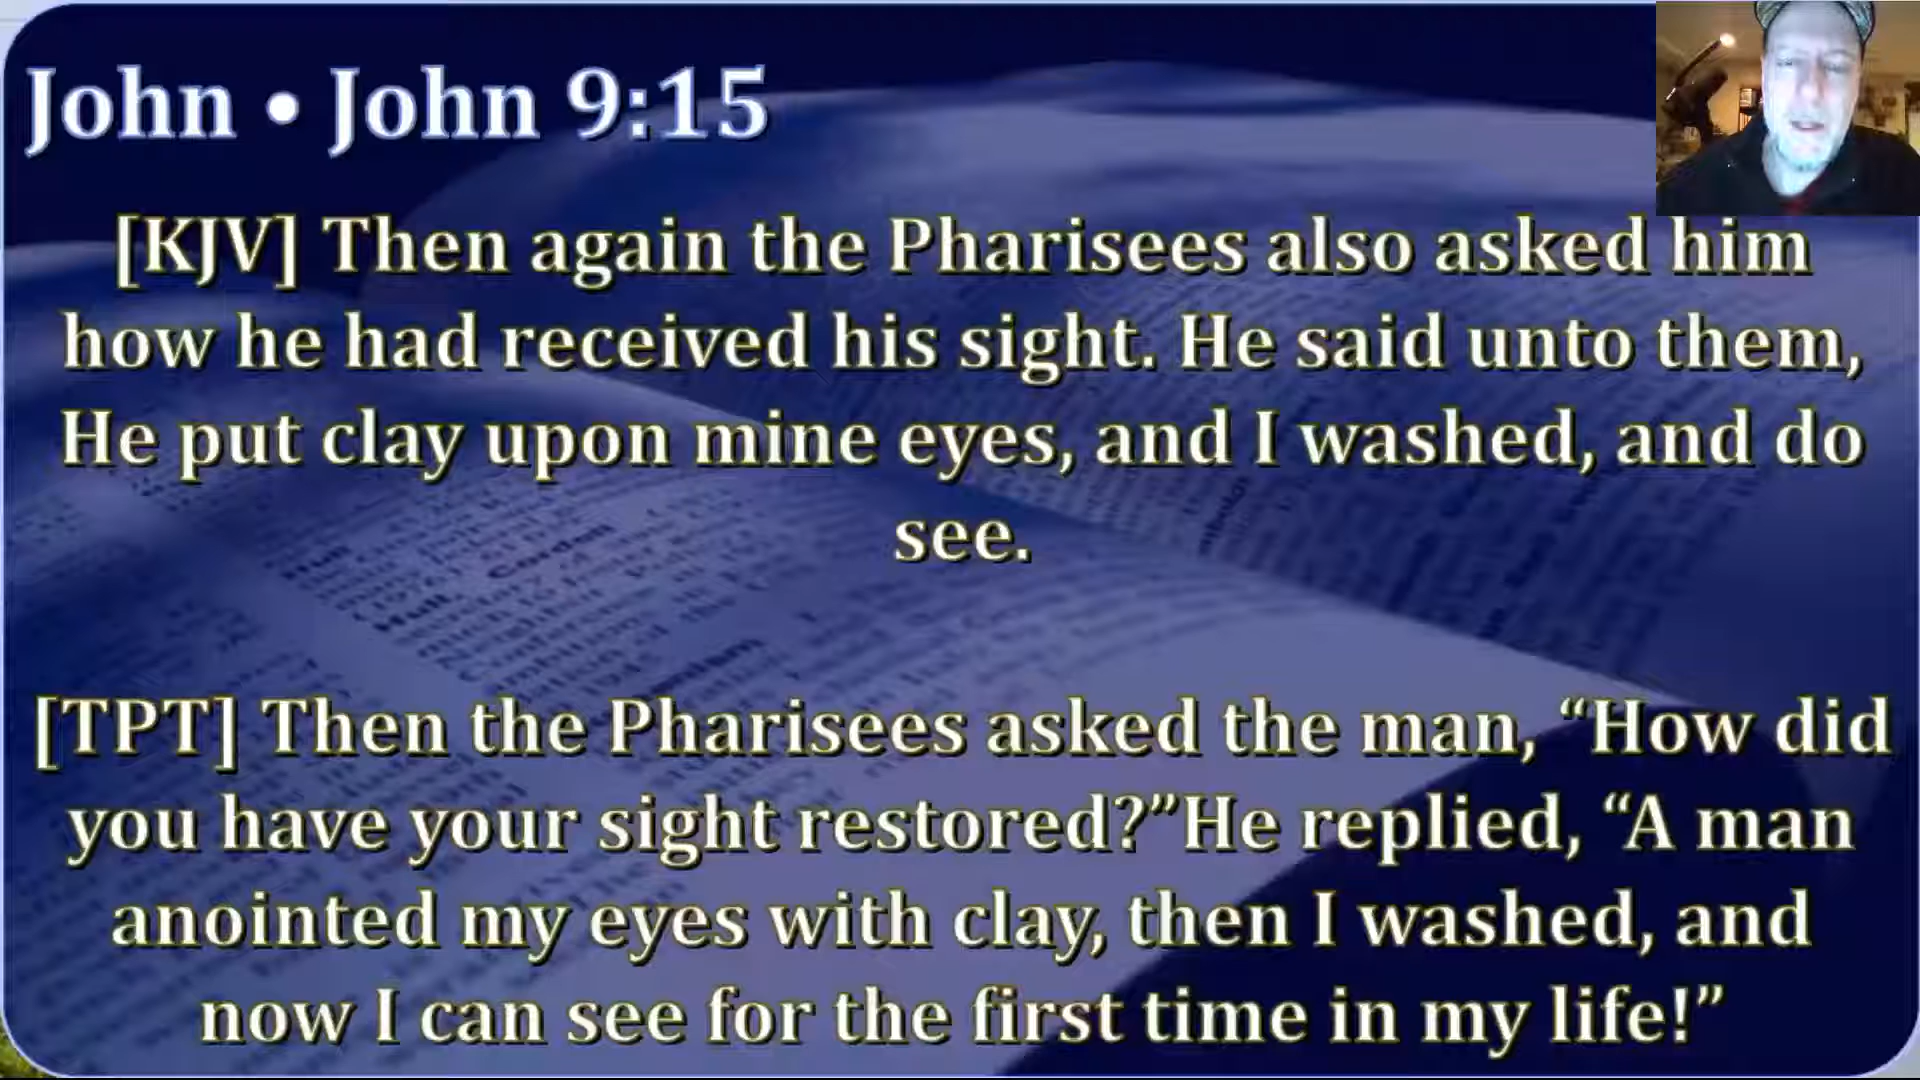 John • John 9:15
[KJV] Then again the Pharisees also asked him
how he had received his sight. He said unto them,
He put clay upon mine eyes, and I washed, and do
see.
[TPT] Then the Pharisees asked the man, “How did
you have your sight restored?”He replied, “A man
anointed my eyes with clay, then I washed, and
now I can see for the first time in my life!”